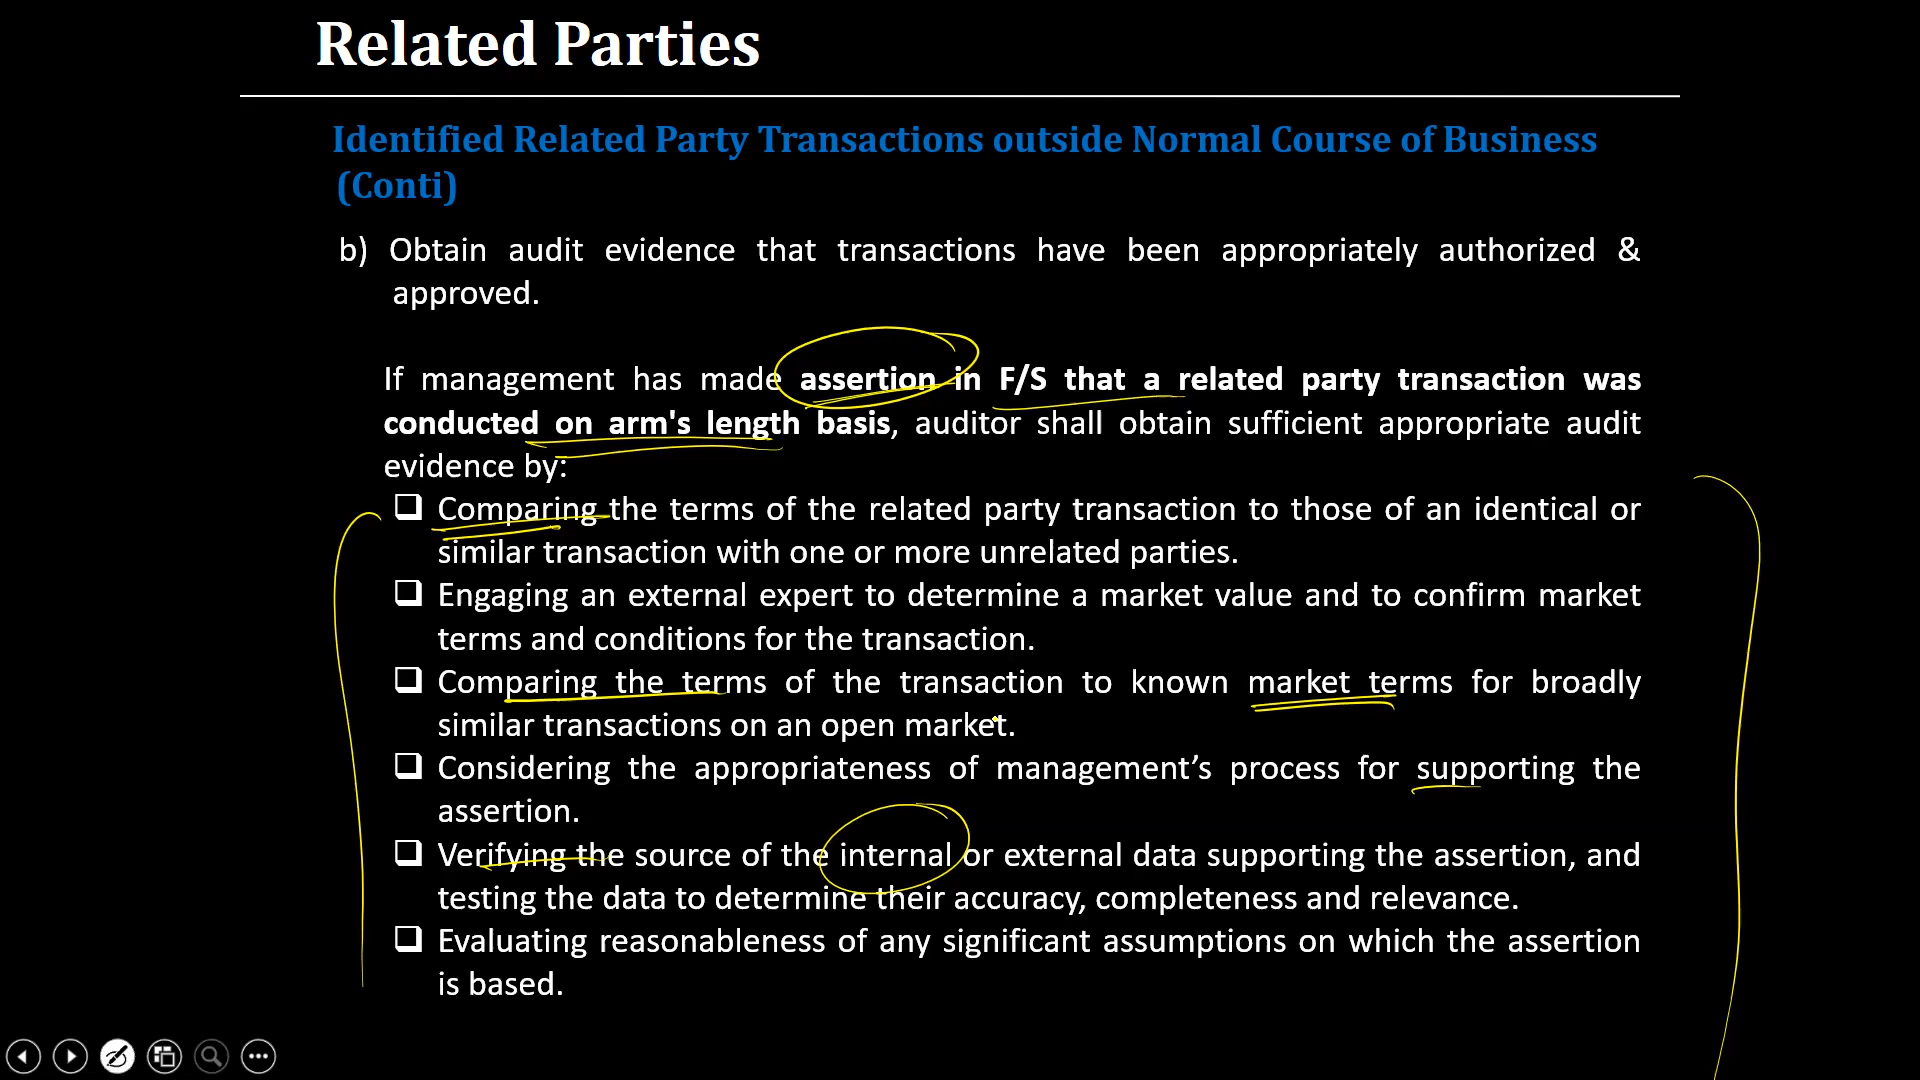 Related Parties
Identified Related Party Transactions outside Normal Course of Business
(Conti)
b) Obtain audit evidence that transactions have been appropriately authorized &
approved.
If management has made assertion in F/S that a related party transaction was
conducted on arm's length basis, auditor shall obtain sufficient appropriate audit
evidence by:
❑ Comparing the terms of the related party transaction to those of an identical or
similar transaction with one or more unrelated parties.
❑ Engaging an external expert to determine a market value and to confirm market
terms and conditions for the transaction.
❑ Comparing the terms of the transaction to known market terms for broadly
similar transactions on an open market.
❑ Considering the appropriateness of management’s process for supporting the
assertion.
❑ Verifying the source of the internal or external data supporting the assertion, and
testing the data to determine their accuracy, completeness and relevance.
❑ Evaluating reasonableness of any significant assumptions on which the assertion
is based.